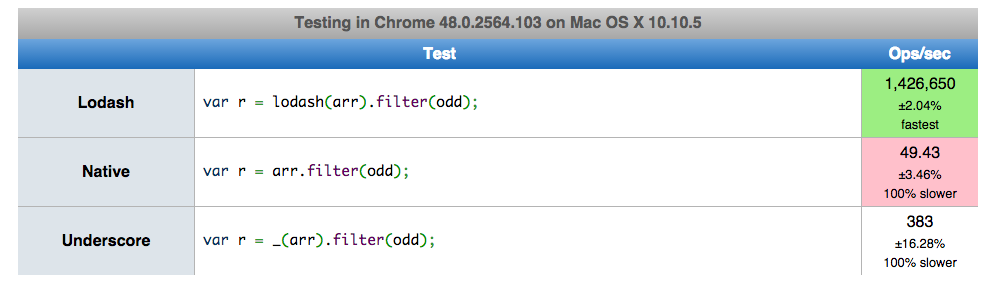 Testing in Chrome 48.0.2564.103 on Mac OS X 10.10.5
Test Ops/sec
Lodash var r = lodash(arr).filter(odd); 1,426,650
±2.04%
fastest
Native var r = arr.filter(odd); 49.43
±3.46%
100% slower
Underscore var r = _(arr).filter(odd); 383
±16.28%
100% slower